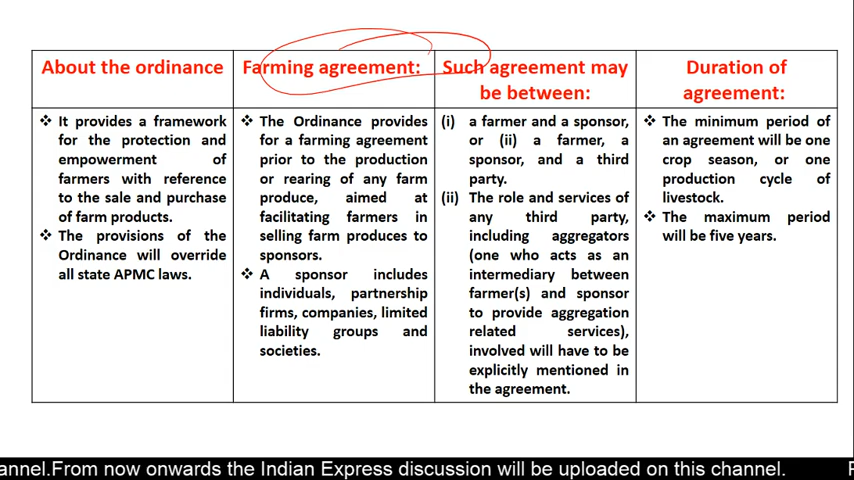 About the ordinance
❖ It provides a framework
for the protection and
empowerment of
farmers with reference
to the sale and purchase
of farm products.
❖ The provisions of the
Ordinance will override
all state APMC laws.
Farming agreement:
❖ The Ordinance provides
for a farming agreement
prior to the production
or rearing of any farm
produce, aimed at
facilitating farmers in
selling farm produces to
sponsors.
❖ A sponsor includes
individuals, partnership
firms, companies, limited
liability groups and
societies.
Such agreement may
be between:
(i) a farmer and a sponsor,
or (ii) a farmer, a
sponsor, and a third
party.
(ii) The role and services of
any third party,
including aggregators
(one who acts as an
intermediary between
farmer(s) and sponsor
to provide aggregation
related services),
involved will have to be
explicitly mentioned in
the agreement.
Duration of
agreement:
❖ The minimum period of
an agreement will be one
crop season, or one
production cycle of
livestock.
❖ The maximum period
will be five years.
annel.From now onwards the Indian Express discussion will be uploaded on this channel.